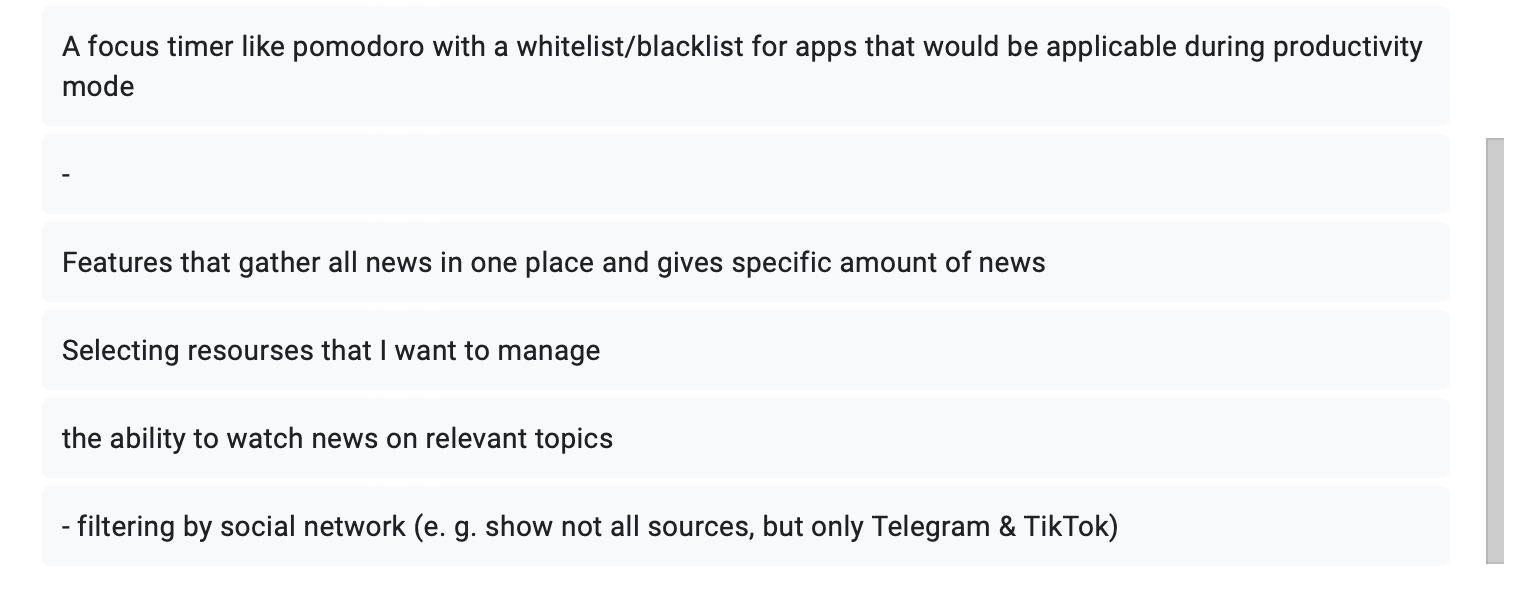 A focus timer like pomodoro with a whitelist/blacklist for apps that would be applicable during productivity
mode
-
Features that gather all news in one place and gives specific amount of news
Selecting resourses that I want to manage
the ability to watch news on relevant topics
- filtering by social network (e. g. show not all sources, but only Telegram & TikTok)